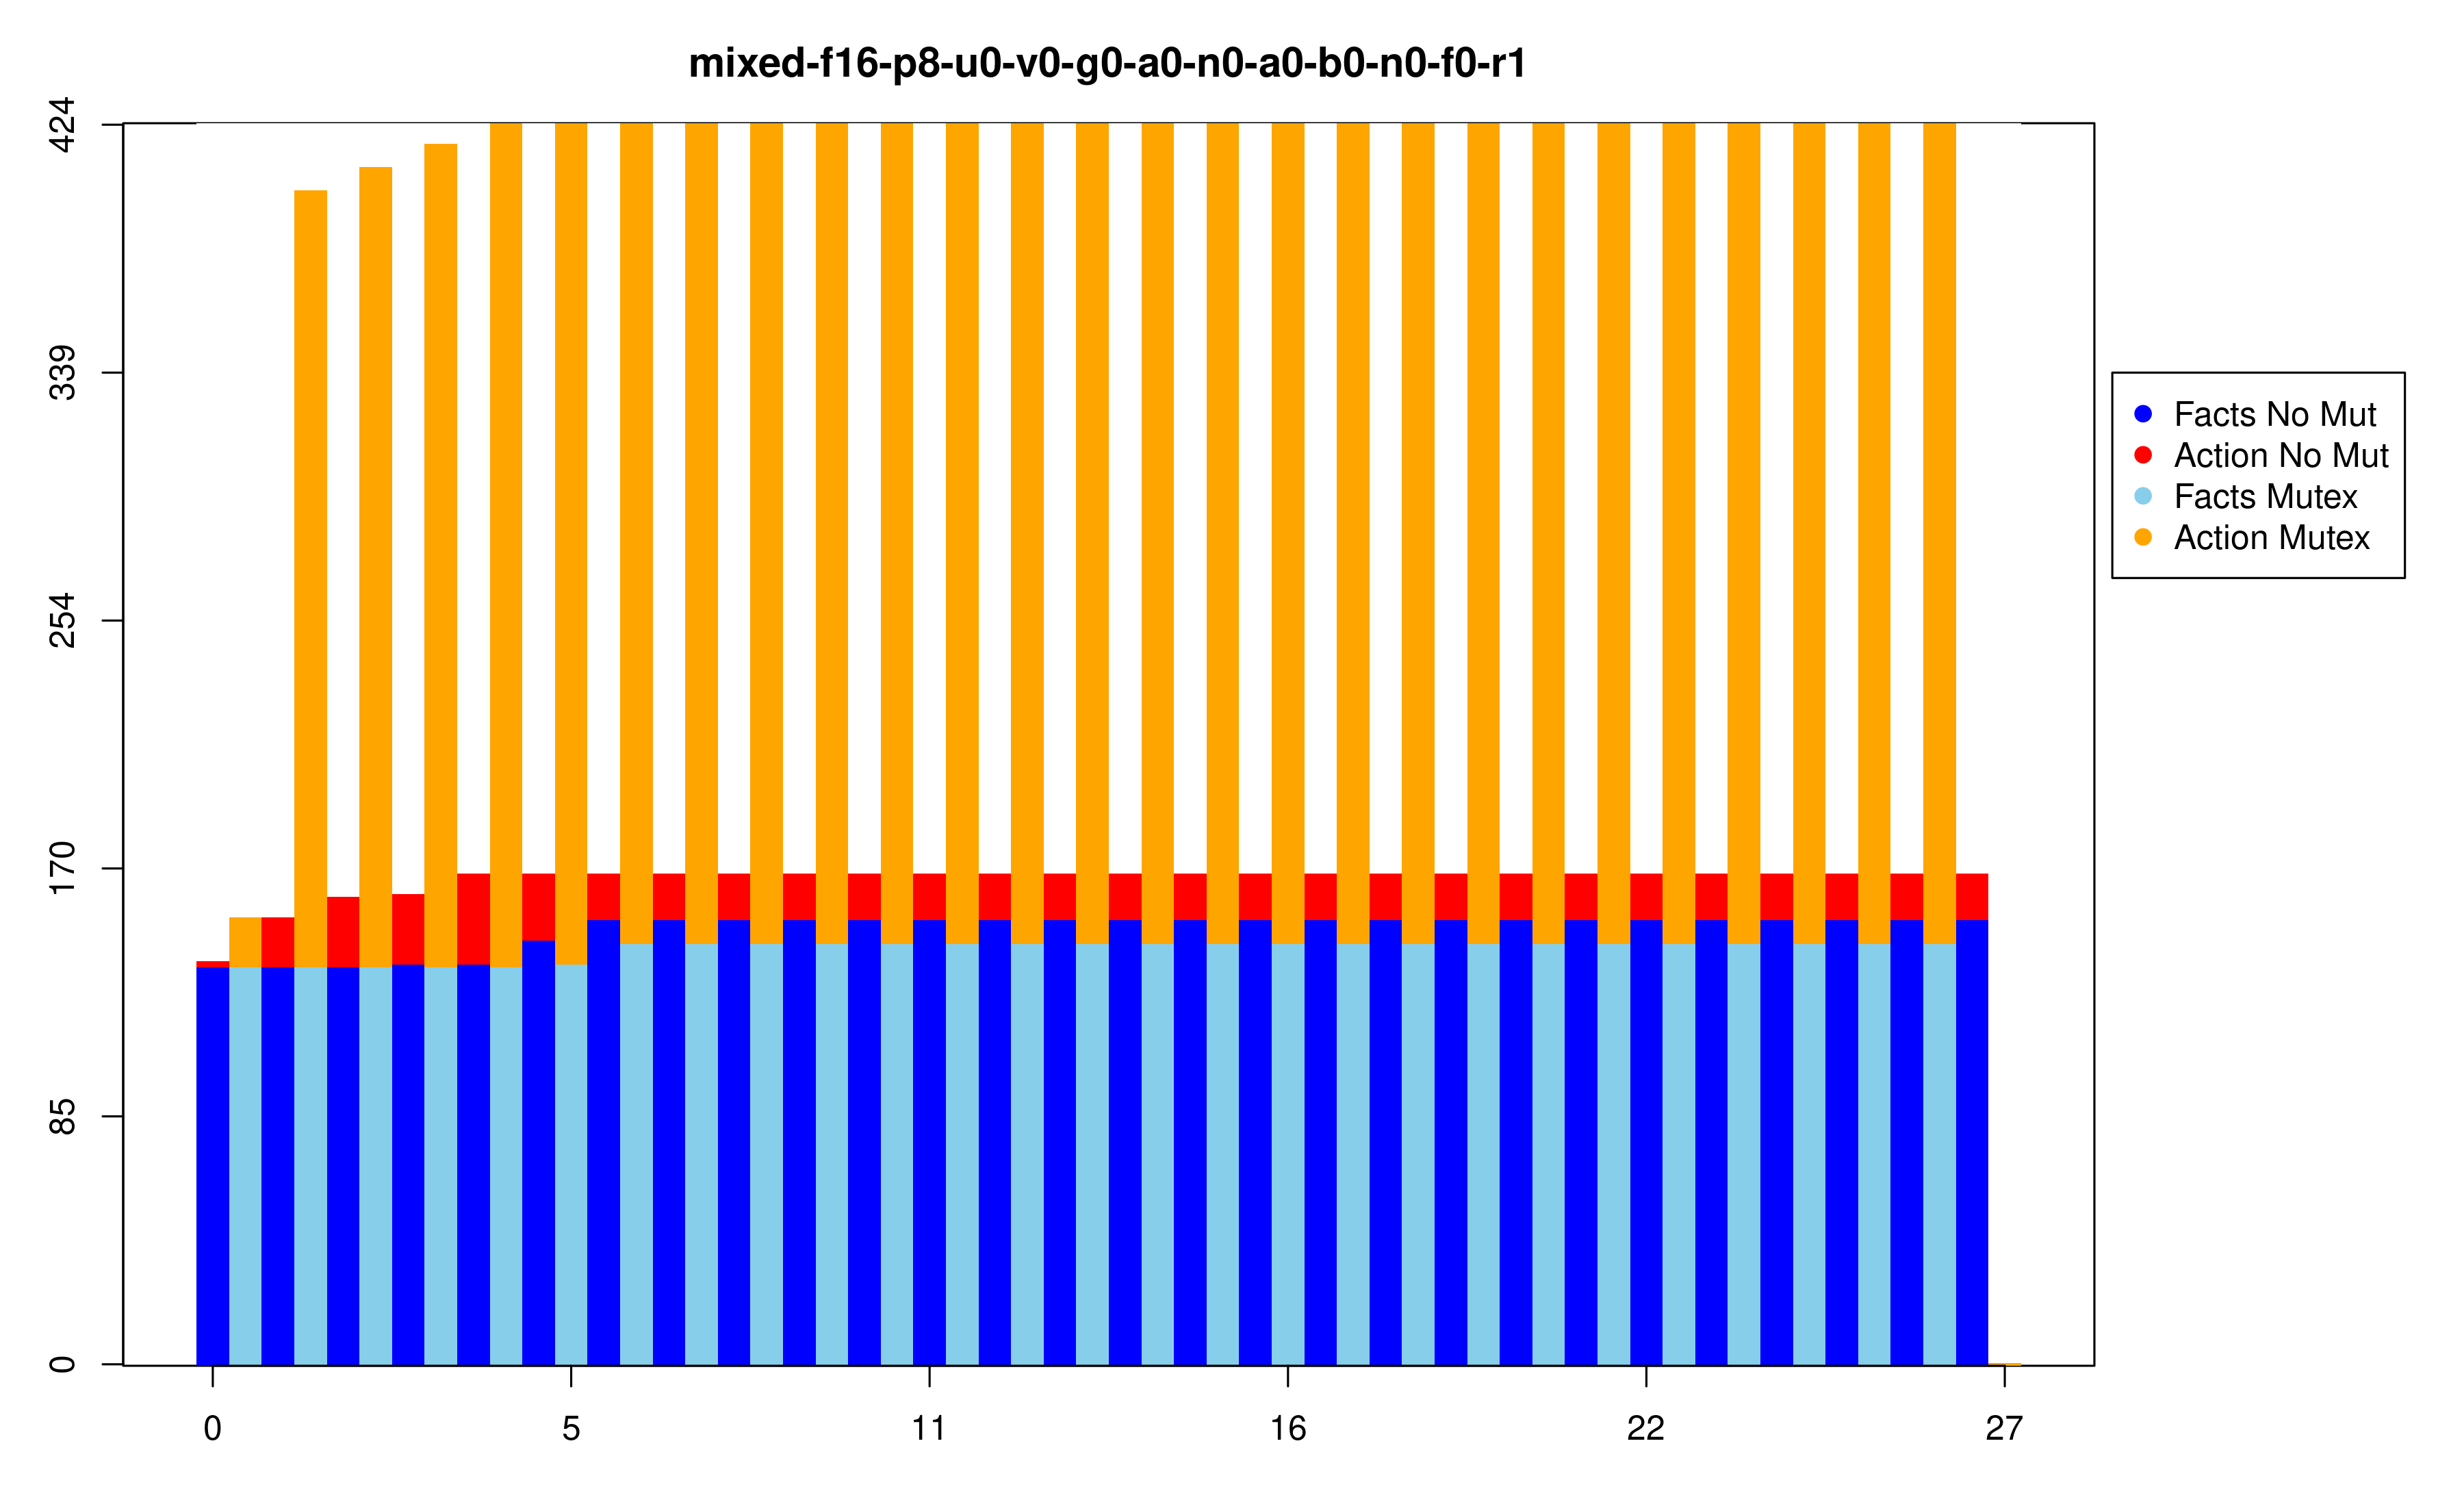 mixed-f16-p8-u0-v0-g0-a0-n0-a0-b0-n0-f0-r1
424
339
254
170
85
0
0 5 11 16 22 27
Facts No Mut
Action No Mut
Facts Mutex
Action Mutex